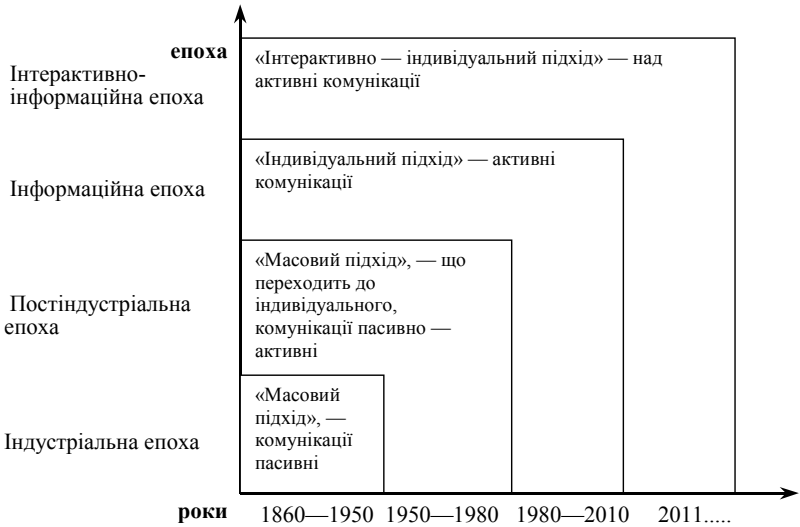 епоха
Інтерактивно-
інформаційна епоха
«Інтерактивно — індивідуальний підхід» — над
активні комунікації
Інформаційна епоха
«Індивідуальний підхід» — активні
комунікації
Постіндустріальна
епоха
«Масовий підхід», — що
переходить до
індивідуального,
комунікації пасивно —
активні
Індустріальна епоха
«Масовий
підхід», —
комунікації
пасивні
роки
1860—1950 1950—1980 1980—2010 2011.....